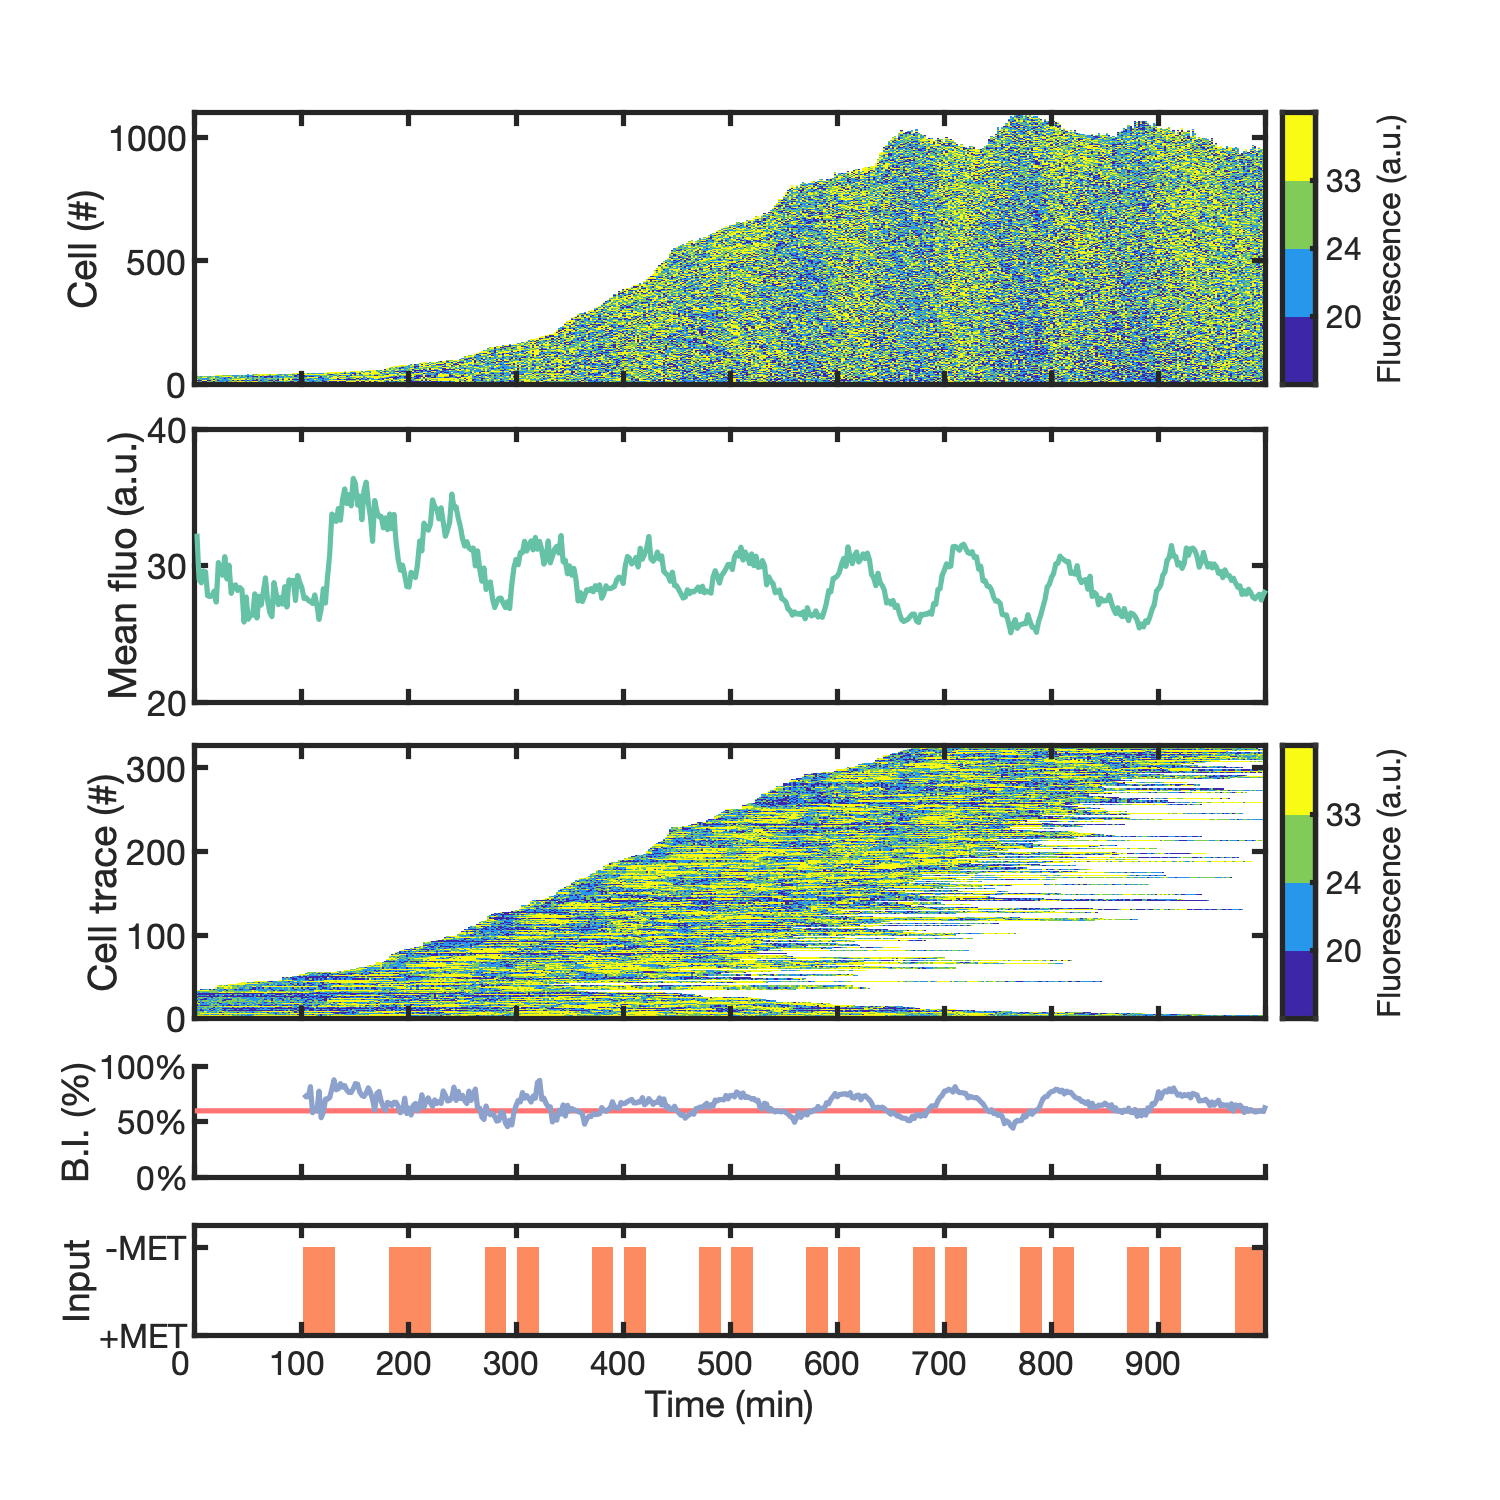 Cell (#)
1000
500
0
33
24
20
Fluorescence (a.u.)
Mean fluo (a.u.)
40
30
20
Cell trace (#)
300
200
100
0
33
24
20
Fluorescence (a.u.)
B.I. (%)
100%
50%
0%
Input
-MET
+MET
0 100 200 300 400 500 600 700 800 900
Time (min)